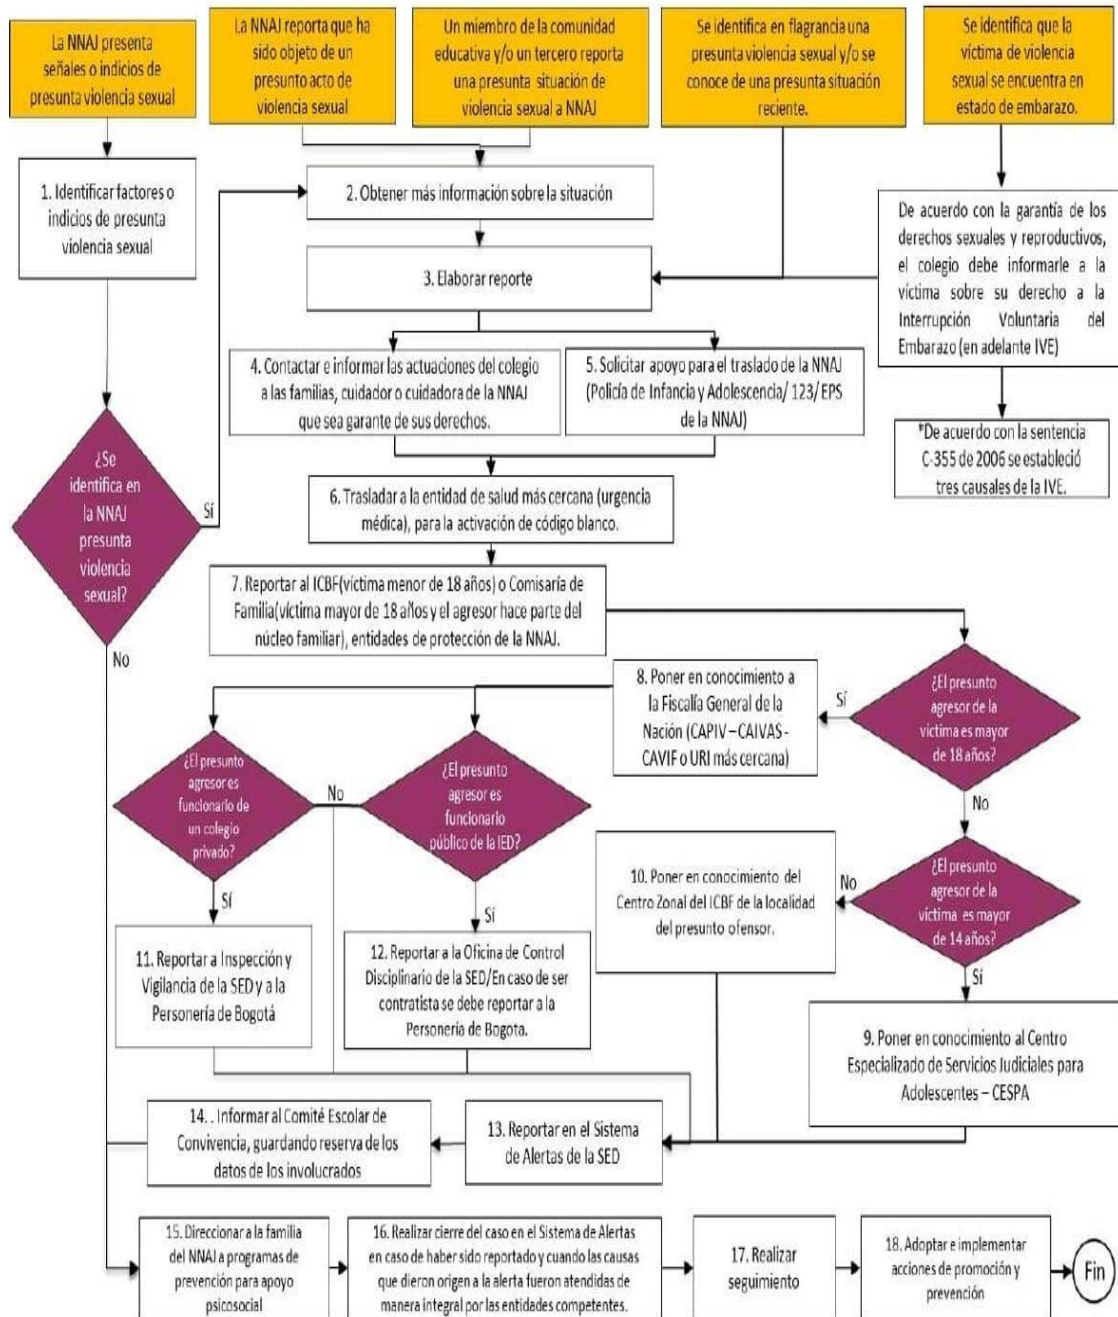 La NNAJ presenta
señales o indicios de
presunta violencia sexual
La NNAJ reporta que ha
sido objeto de un
presunto acto de
violencia sexual
Un miembro de la comunidad
educativa y/o un tercero reporta
una presunta situación de
violencia sexual a NNAJ
Se identifica en flagrancia una
presunta violencia sexual y/o se
conoce de una presunta situación
reciente.
Se identifica que la
víctima de violencia
sexual se encuentra en
estado de embarazo.
1. Identificar factores o
indicios de presunta
violencia sexual
2. Obtener más información sobre la situación
3. Elaborar reporte
De acuerdo con la garantía de los
derechos sexuales y reproductivos,
el colegio debe informarle a la
víctima sobre su derecho a la
Interrupción Voluntaria del
Embarazo (en adelante IVE)
4. Contactar e informar las actuaciones del colegio
a las familias, cuidador o cuidadora de la NNAJ
que sea garante de sus derechos.
5. Solicitar apoyo para el traslado de la NNAJ
(Policía de Infancia y Adolescencia/ 123/ EPS
de la NNAJ)
*De acuerdo con la sentencia
C-355 de 2006 se estableció
tres causales de la IVE.
¿Se
identifica en
la NNAJ
presunta
violencia
sexual?
Sí
No
6. Trasladar a la entidad de salud más cercana (urgencia
médica), para la activación de código blanco.
7. Reportar al ICBF(víctima menor de 18 años) o Comisaría de
Familia(víctima mayor de 18 años y el agresor hace parte del
núcleo familiar), entidades de protección de la NNAJ.
8. Poner en conocimiento a
la Fiscalía General de la
Nación (CAPIV – CAIVAS -
CAVIF o URI más cercana)
Sí
¿El presunto
agresor de la
víctima es mayor
de 18 años?
No
¿El presunto
agresor es
funcionario de
un colegio
privado?
No
¿El presunto
agresor es
funcionario
público de la IED?
Sí
Sí
10. Poner en conocimiento del
Centro Zonal del ICBF de la localidad
del presunto ofensor.
No
¿El presunto
agresor de la
víctima es mayor
de 14 años?
Sí
11. Reportar a Inspección y
Vigilancia de la SED y a la
Personería de Bogotá
12. Reportar a la Oficina de Control
Disciplinario de la SED/En caso de ser
contratista se debe reportar a la
Personería de Bogota.
9. Poner en conocimiento al Centro
Especializado de Servicios Judiciales para
Adolescentes – CESPA
14. . Informar al Comité Escolar de
Convivencia, guardando reserva de los
datos de los involucrados
13. Reportar en el Sistema
de Alertas de la SED
15. Direccionar a la familia
del NNAJ a programas de
prevención para apoyo
psicosocial
16. Realizar cierre del caso en el Sistema de Alertas
en caso de haber sido reportado y cuando las causas
que dieron origen a la alerta fueron atendidas de
manera integral por las entidades competentes.
17. Realizar
seguimiento
18. Adoptar e implementar
acciones de promoción y
prevención
Fin